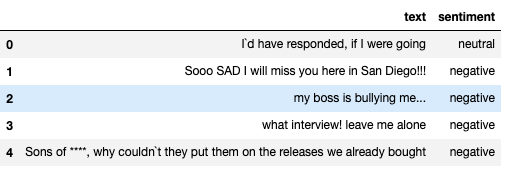 text sentiment
0 I`d have responded, if I were going neutral
1 Sooo SAD I will miss you here in San Diego!!! negative
2 my boss is bullying me... negative
3 what interview! leave me alone negative
4 Sons of ****, why couldn`t they put them on the releases we already bought negative